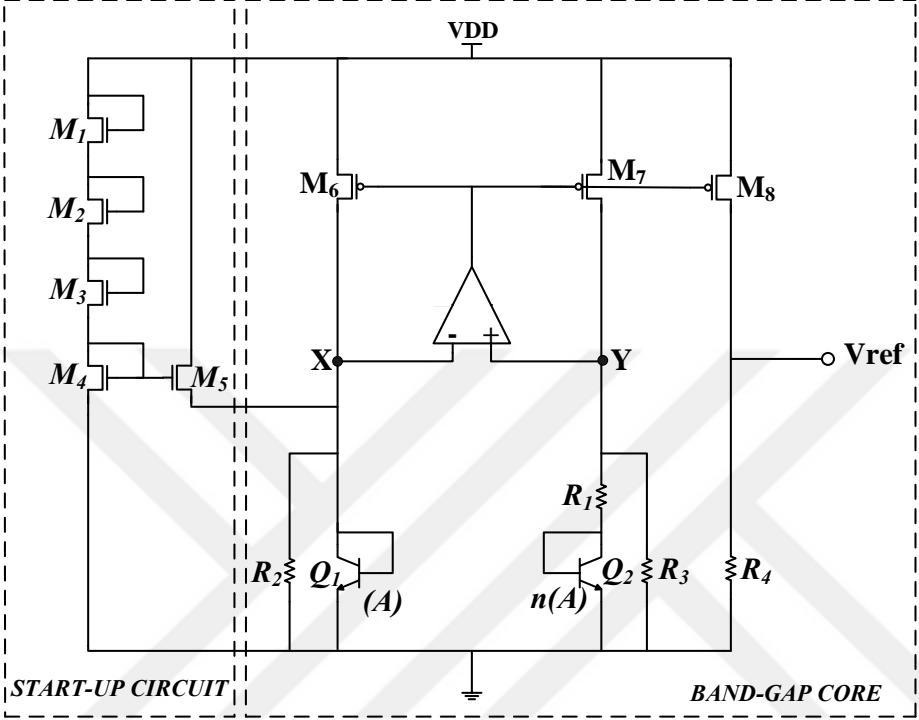 VDD
M1
M2
M3
M4
M5
M6
M7
M8
-
+
X
Y
Vref
R1
R2
Q1
(A)
Q2
n(A)
R3
R4
START-UP CIRCUIT
BAND-GAP CORE